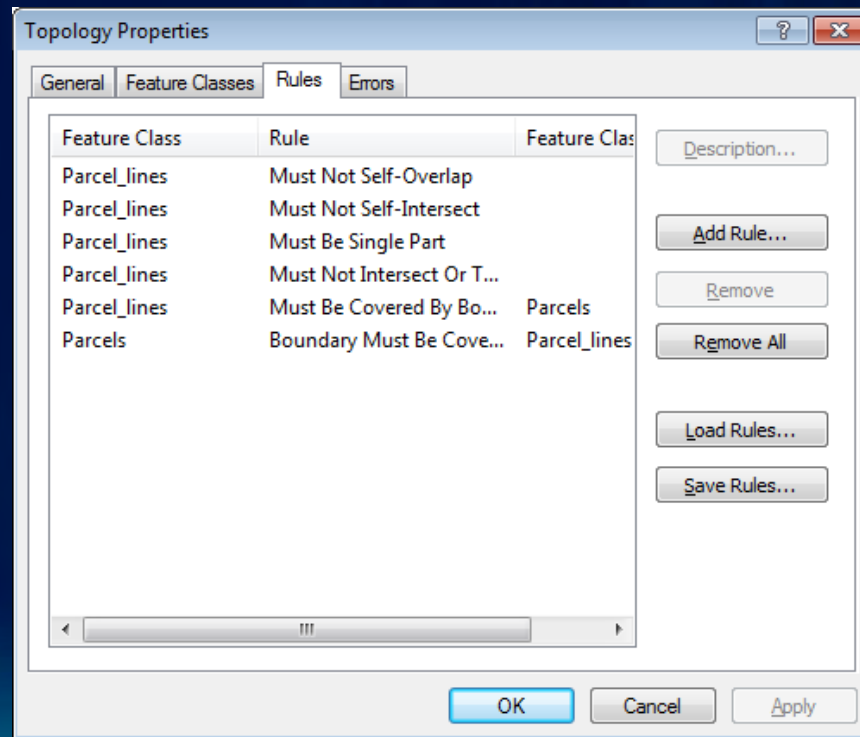 Topology Properties
General Feature Classes Rules Errors
Feature Class Rule Feature Clas
Parcel_lines Must Not Self-Overlap
Parcel_lines Must Not Self-Intersect
Parcel_lines Must Be Single Part
Parcel_lines Must Not Intersect Or T...
Parcel_lines Must Be Covered By Bo... Parcels
Parcels Boundary Must Be Cove... Parcel_lines
Description...
Add Rule...
Remove
Remove All
Load Rules...
Save Rules...
OK Cancel Apply